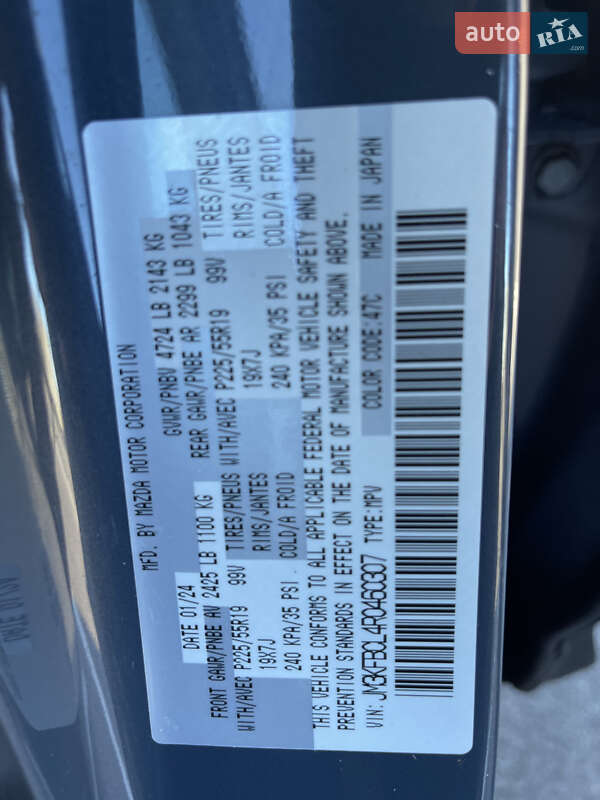 auto RIA .com
MFD. BY MAZDA MOTOR CORPORATION
DATE 01/24 GVWR/PNBV 4724 LB 2143 KG
FRONT GAWR/PNBE AV 2425 LB 1100 KG REAR GAWR/PNBE AR 2299 LB 1043 KG
WITH/AVEC P225/55R19 99V TIRES/PNEUS WITH/AVEC P225/55R19 99V TIRES/PNEUS
19X7J RIMS/JANTES 19X7J RIMS/JANTES
240 KPA/35 PSI. COLD/A FROID 240 KPA/35 PSI COLD/A FROID
THIS VEHICLE CONFORMS TO ALL APPLICABLE FEDERAL MOTOR VEHICLE SAFETY AND THEFT
PREVENTION STANDARDS IN EFFECT ON THE DATE OF MANUFACTURE SHOWN ABOVE.
VIN: JM3KFBCL4R0460307 TYPE:MPV COLOR CODE:47C MADE IN JAPAN